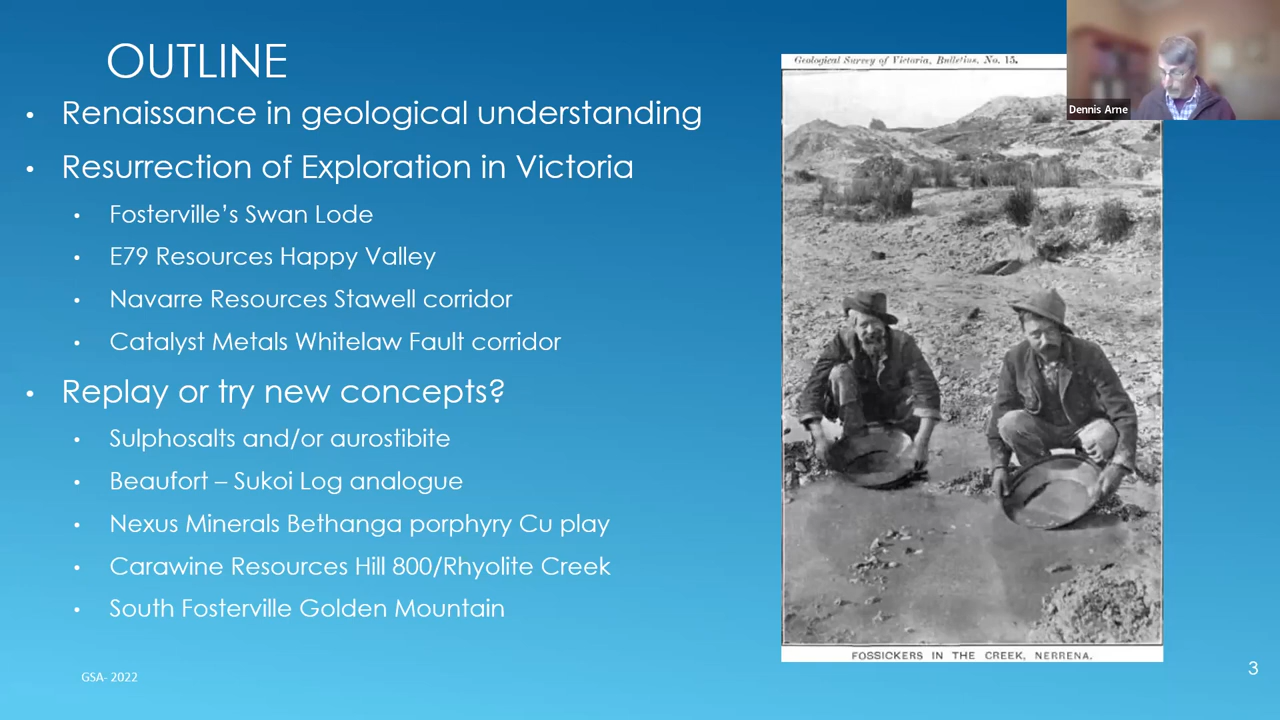 OUTLINE
• Renaissance in geological understanding
• Resurrection of Exploration in Victoria
• Fosterville's Swan Lode
• E79 Resources Happy Valley
• Navarre Resources Stawell corridor
• Catalyst Metals Whitelaw Fault corridor
• Replay or try new concepts?
• Sulphosalts and/or aurostibite
• Beaufort – Sukoi Log analogue
• Nexus Minerals Bethanga porphyry Cu play
• Carawine Resources Hill 800/Rhyolite Creek
• South Fosterville Golden Mountain
GSA- 2022
Geological Survey of Victoria, Bulletins, No. 15.
FOSSICKERS IN THE CREEK, NERRENA.
Dennis Arne
3